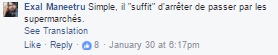 Exal Maneetru Simple, il "suffit" d'arrêter de passer par les
supermarchés.
See Translation
Like · Reply · 8 · January 30 at 6:17pm